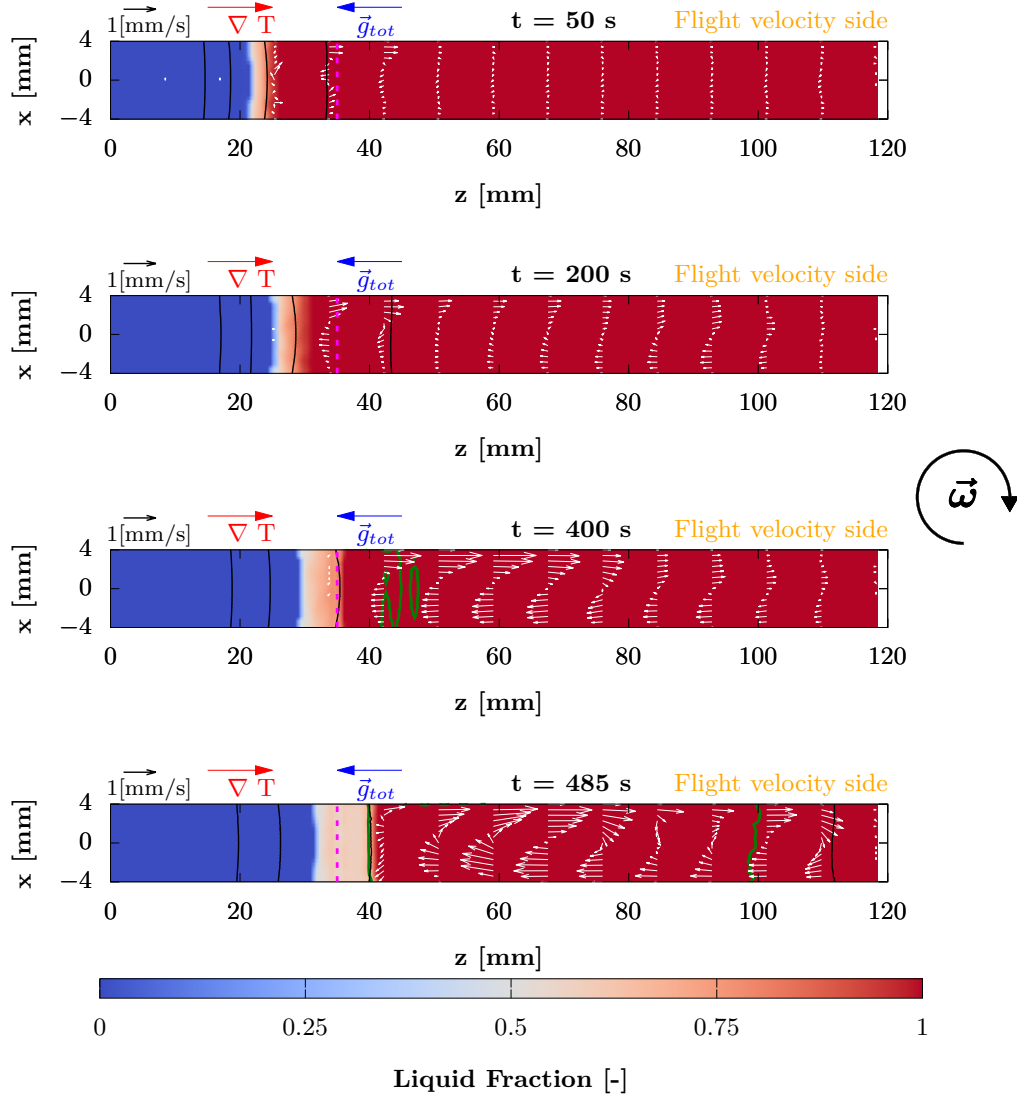 1[mm/s] ∇ T g⃗tot t = 50 s Flight velocity side
x [mm]
4
0
−4
0 20 40 60 80 100 120
z [mm]
1[mm/s] ∇ T g⃗tot t = 200 s Flight velocity side
x [mm]
4
0
−4
0 20 40 60 80 100 120
z [mm]
ω⃗
1[mm/s] ∇ T g⃗tot t = 400 s Flight velocity side
x [mm]
4
0
−4
0 20 40 60 80 100 120
z [mm]
1[mm/s] ∇ T g⃗tot t = 485 s Flight velocity side
x [mm]
4
0
−4
0 20 40 60 80 100 120
z [mm]
0 0.25 0.5 0.75 1
Liquid Fraction [-]